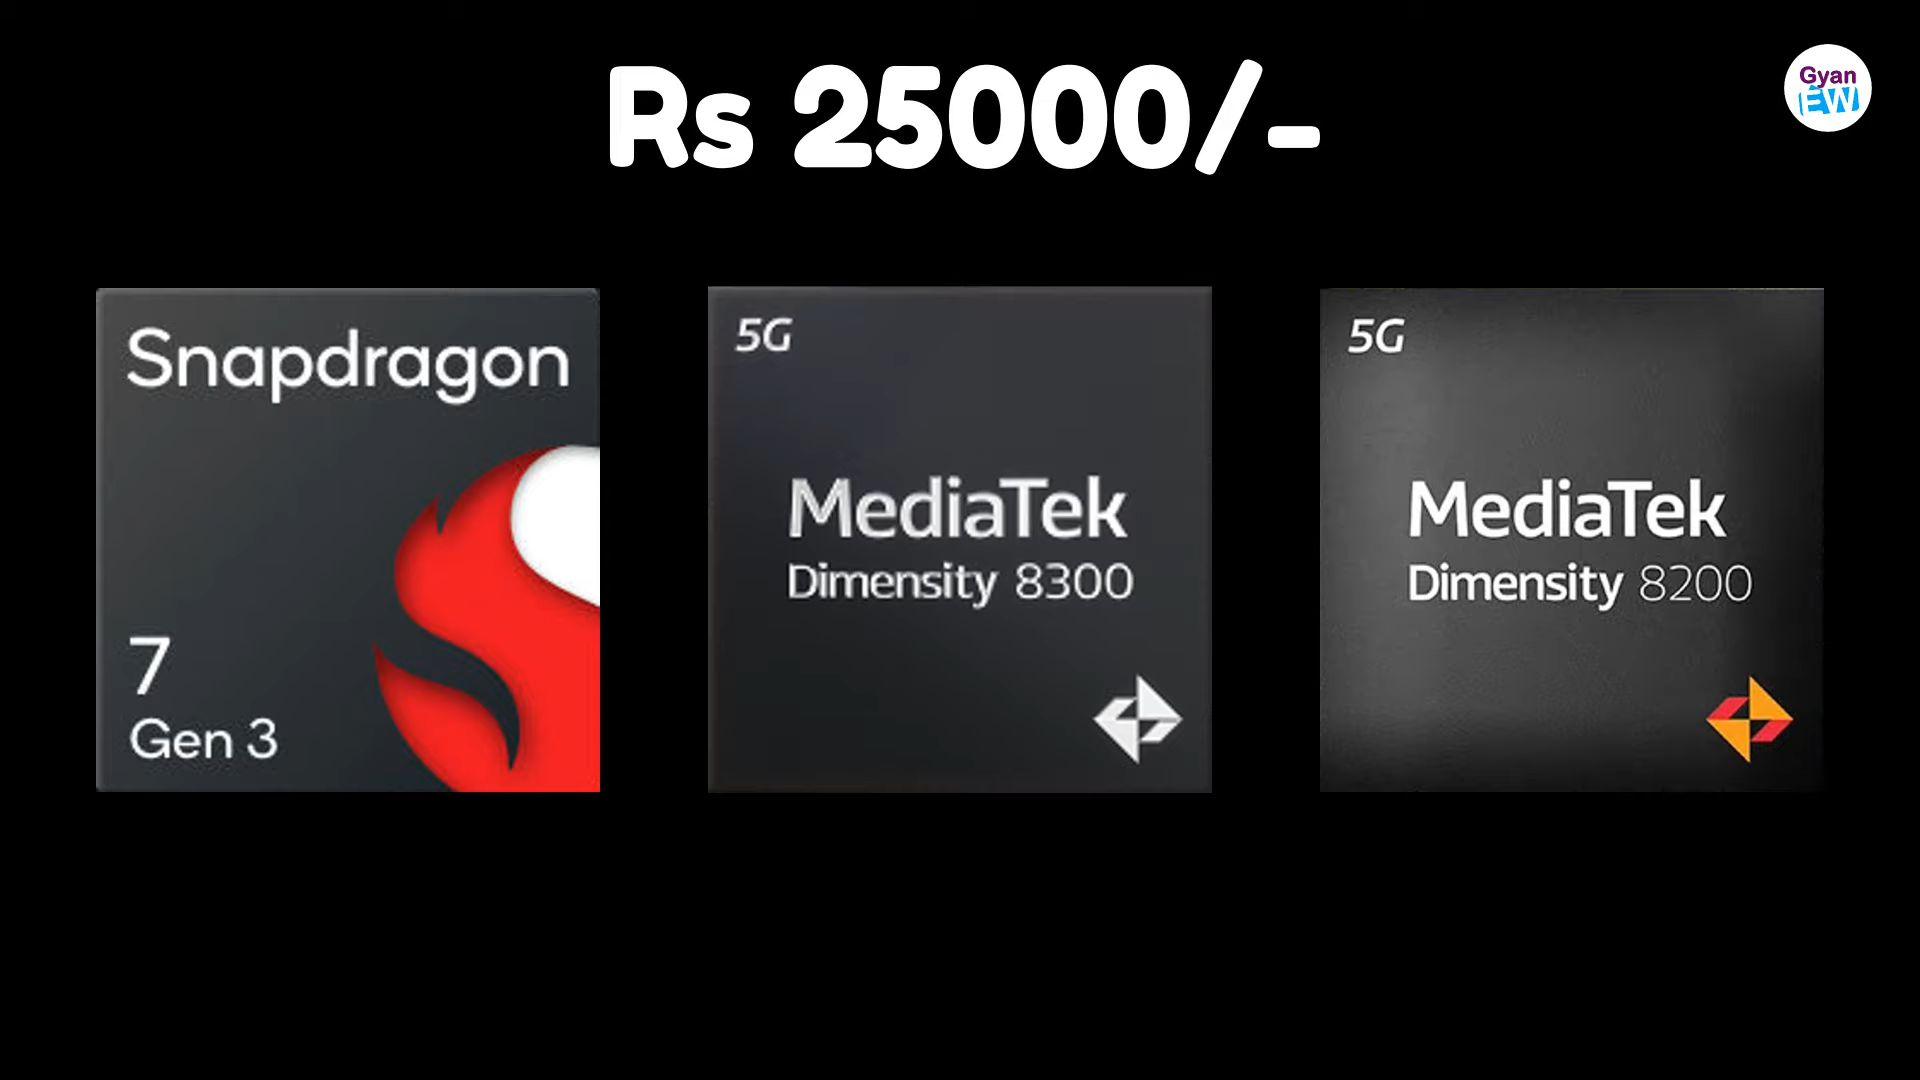 Rs 25000/-
Gyan
EW
Snapdragon
7
Gen 3
5G
MediaTek
Dimensity 8300
5G
MediaTek
Dimensity 8200